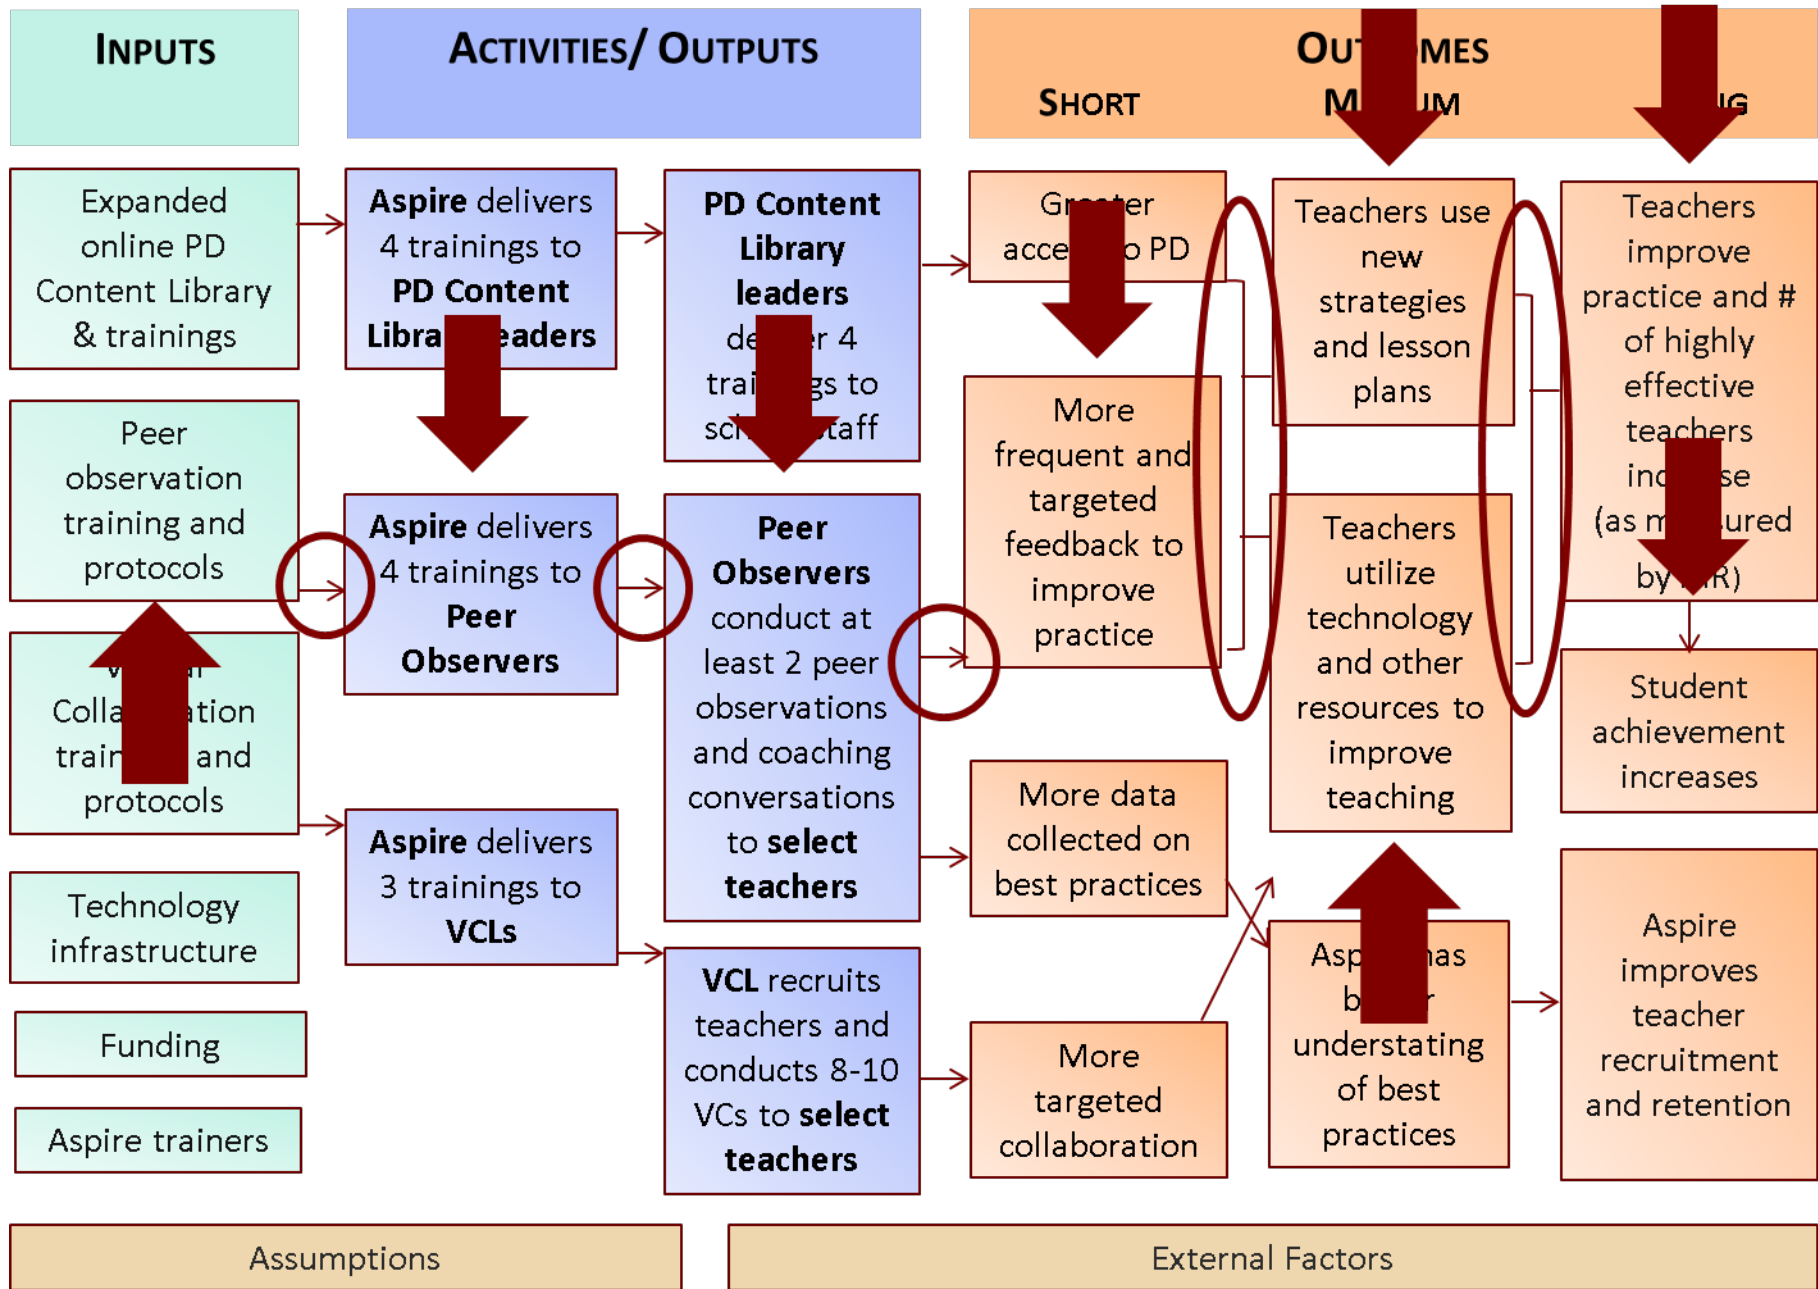 INPUTS
ACTIVITIES/ OUTPUTS
SHORT
Expanded
online PD
Content Library
& trainings
Peer
observation
training and
protocols
and
protocols
Technology
infrastructure
Funding
Aspire trainers
Aspire delivers
4 trainings to
PD Content
Aspire delivers
4 trainings to
Peer
Observers
Aspire delivers
3 trainings to
VCLs
PD Content
Library
leaders
4
to
Peer
Observers
conduct at
least 2 peer
observations
and coaching
conversations
to select
teachers
VCL recruits
teachers and
conducts 8-10
VCs to select
teachers
Greater
PD
More
frequent and
targeted
feedback to
improve
practice
More data
collected on
best practices
More
targeted
collaboration
Teachers use
new
strategies
and lesson
plans
Teachers
utilize
technology
and other
resources to
improve
teaching
understating
of best
practices
Teachers
improve
practice and #
of highly
effective
teachers
(as
by
Student
achievement
increases
Aspire
improves
teacher
recruitment
and retention
Assumptions
External Factors